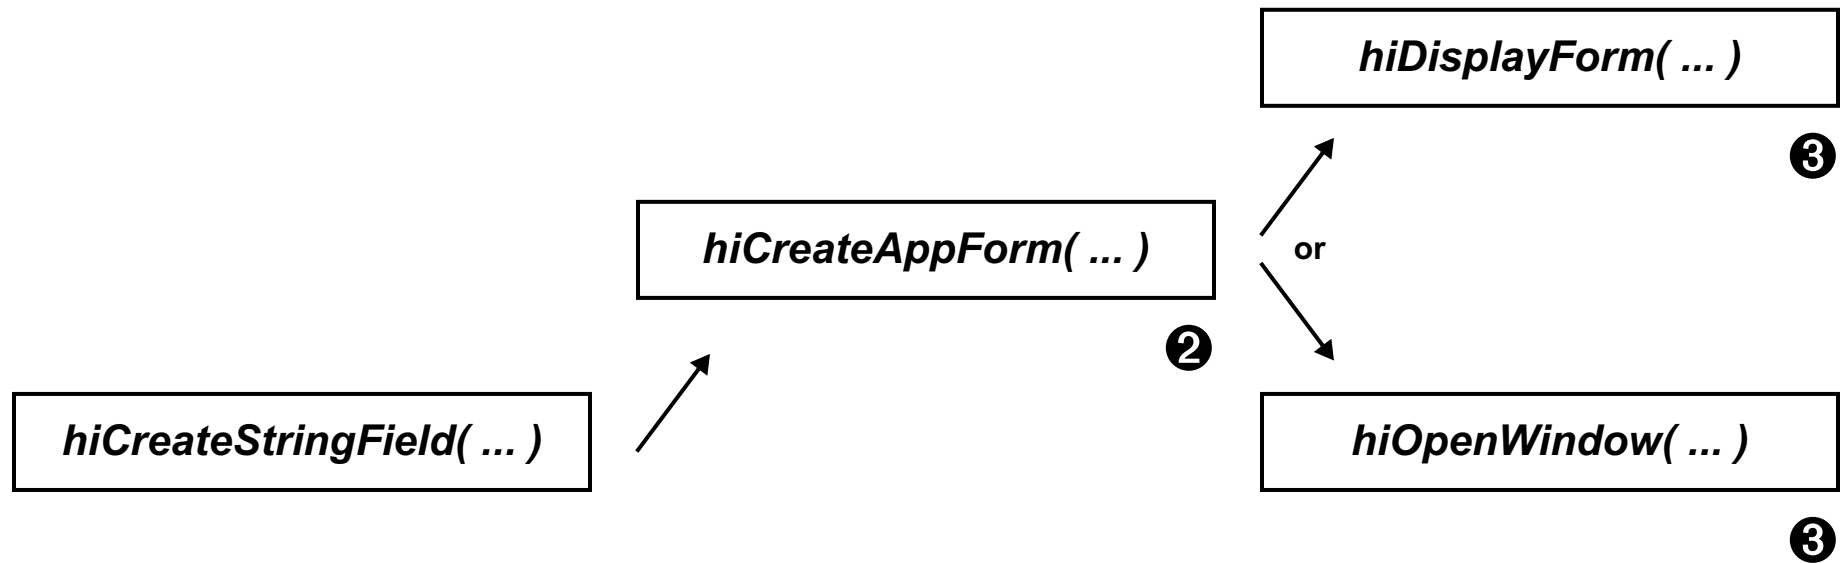 hiDisplayForm( ... )
❸
hiCreateAppForm( ... )
or
❷
hiCreateStringField( ... )
hiOpenWindow( ... )
❸